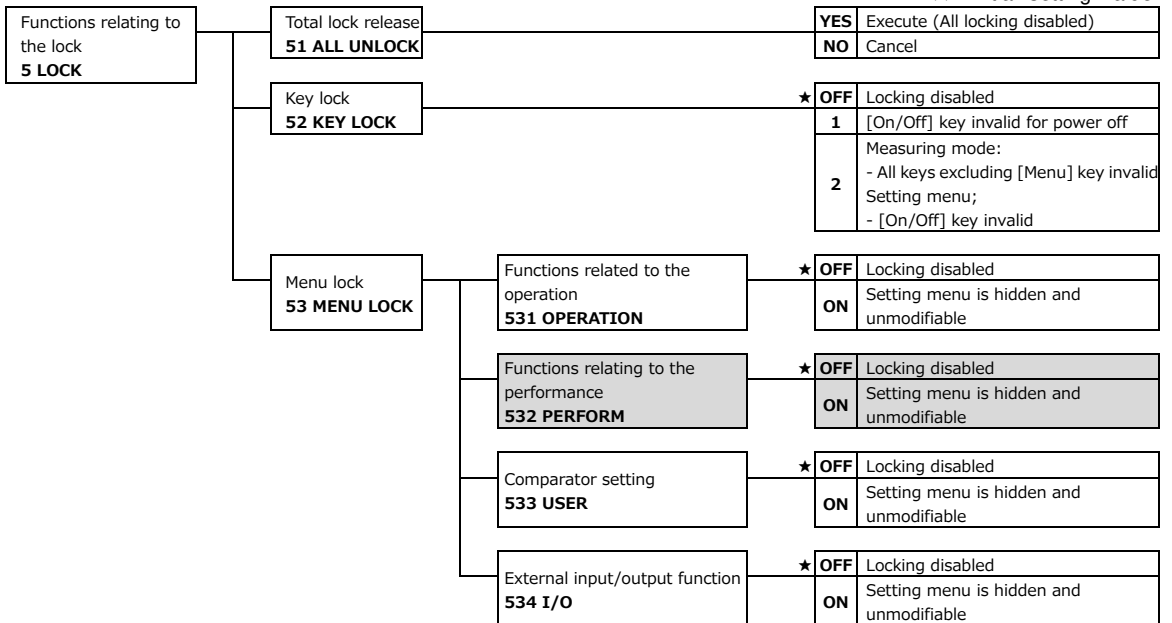 Functions relating to
the lock
5 LOCK
Total lock release
51 ALL UNLOCK
YES Execute (All locking disabled)
NO Cancel
Key lock
52 KEY LOCK
★ OFF Locking disabled
1 [On/Off] key invalid for power off
2 Measuring mode:
- All keys excluding [Menu] key invalid
Setting menu;
- [On/Off] key invalid
Menu lock
53 MENU LOCK
Functions related to the
operation
531 OPERATION
★ OFF Locking disabled
ON Setting menu is hidden and
unmodifiable
Functions relating to the
performance
532 PERFORM
★ OFF Locking disabled
ON Setting menu is hidden and
unmodifiable
Comparator setting
533 USER
★ OFF Locking disabled
ON Setting menu is hidden and
unmodifiable
External input/output function
534 I/O
★ OFF Locking disabled
ON Setting menu is hidden and
unmodifiable